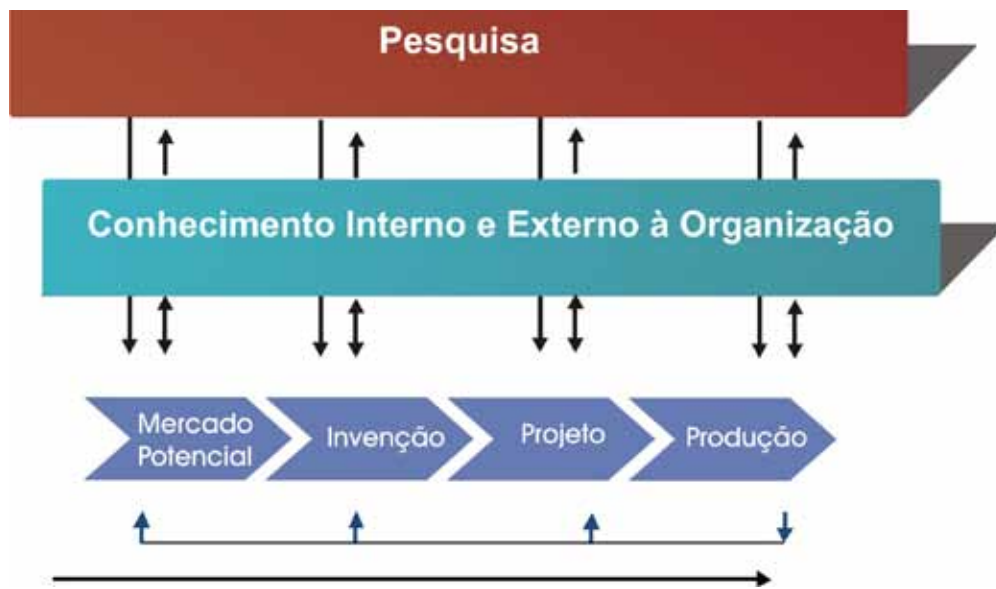 Pesquisa
Conhecimento Interno e Externo à Organização
Mercado
Potencial
Invenção
Projeto
Produção